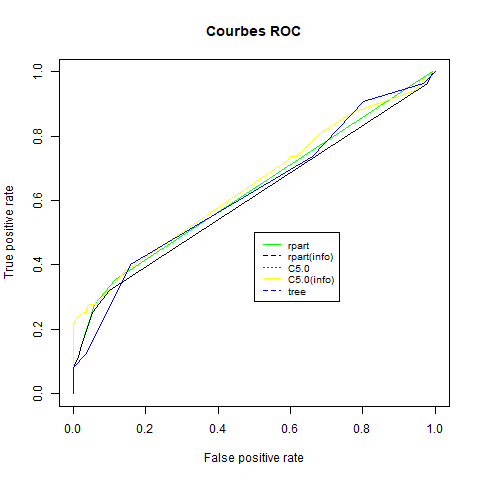 Courbes ROC
True positive rate
1.0
0.8
0.6
0.4
0.2
0.0
rpart
rpart(info)
C5.0
C5.0(info)
tree
0.0 0.2 0.4 0.6 0.8 1.0
False positive rate